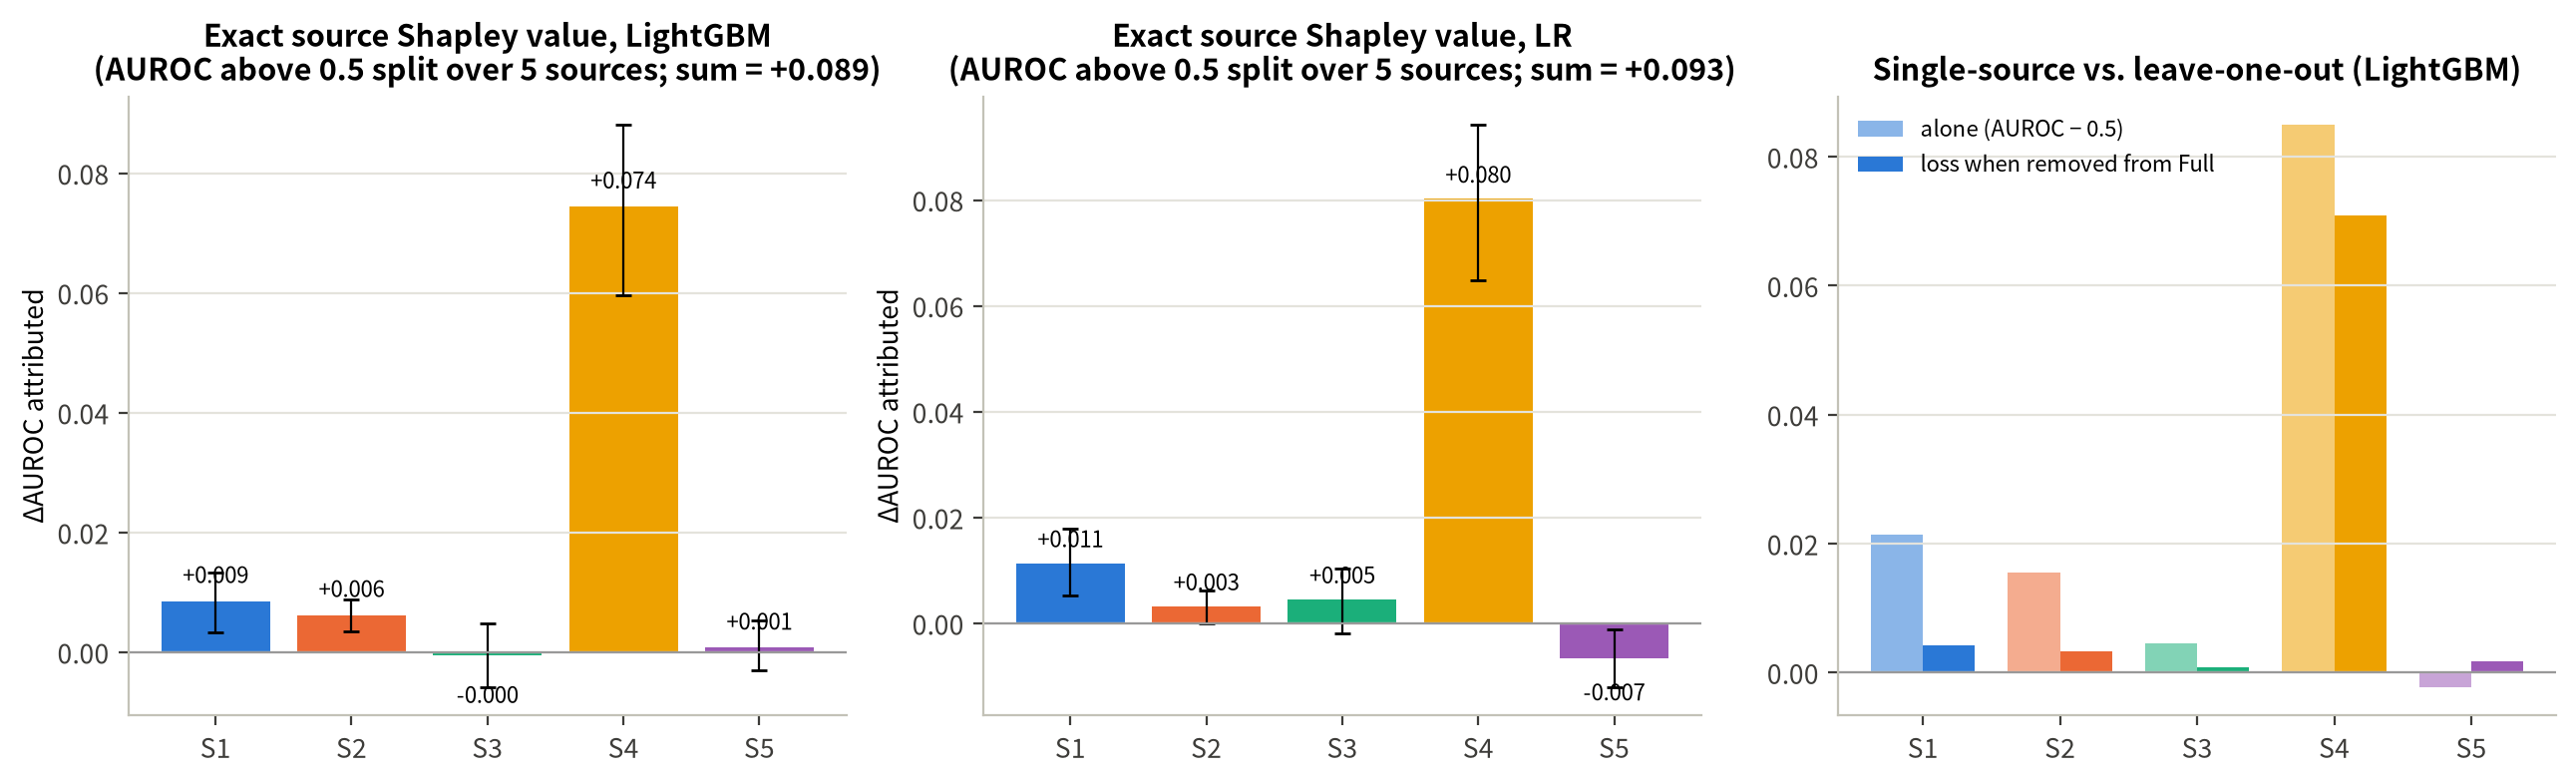 Exact source Shapley value, LightGBM
(AUROC above 0.5 split over 5 sources; sum = +0.089)
ΔAUROC attributed
0.08
0.06
0.04
0.02
0.00
+0.009
+0.006
-0.000
+0.074
+0.001
S1
S2
S3
S4
S5
Exact source Shapley value, LR
(AUROC above 0.5 split over 5 sources; sum = +0.093)
ΔAUROC attributed
0.08
0.06
0.04
0.02
0.00
+0.011
+0.003
+0.005
+0.080
-0.007
S1
S2
S3
S4
S5
Single-source vs. leave-one-out (LightGBM)
alone (AUROC − 0.5)
loss when removed from Full
0.08
0.06
0.04
0.02
0.00
S1
S2
S3
S4
S5